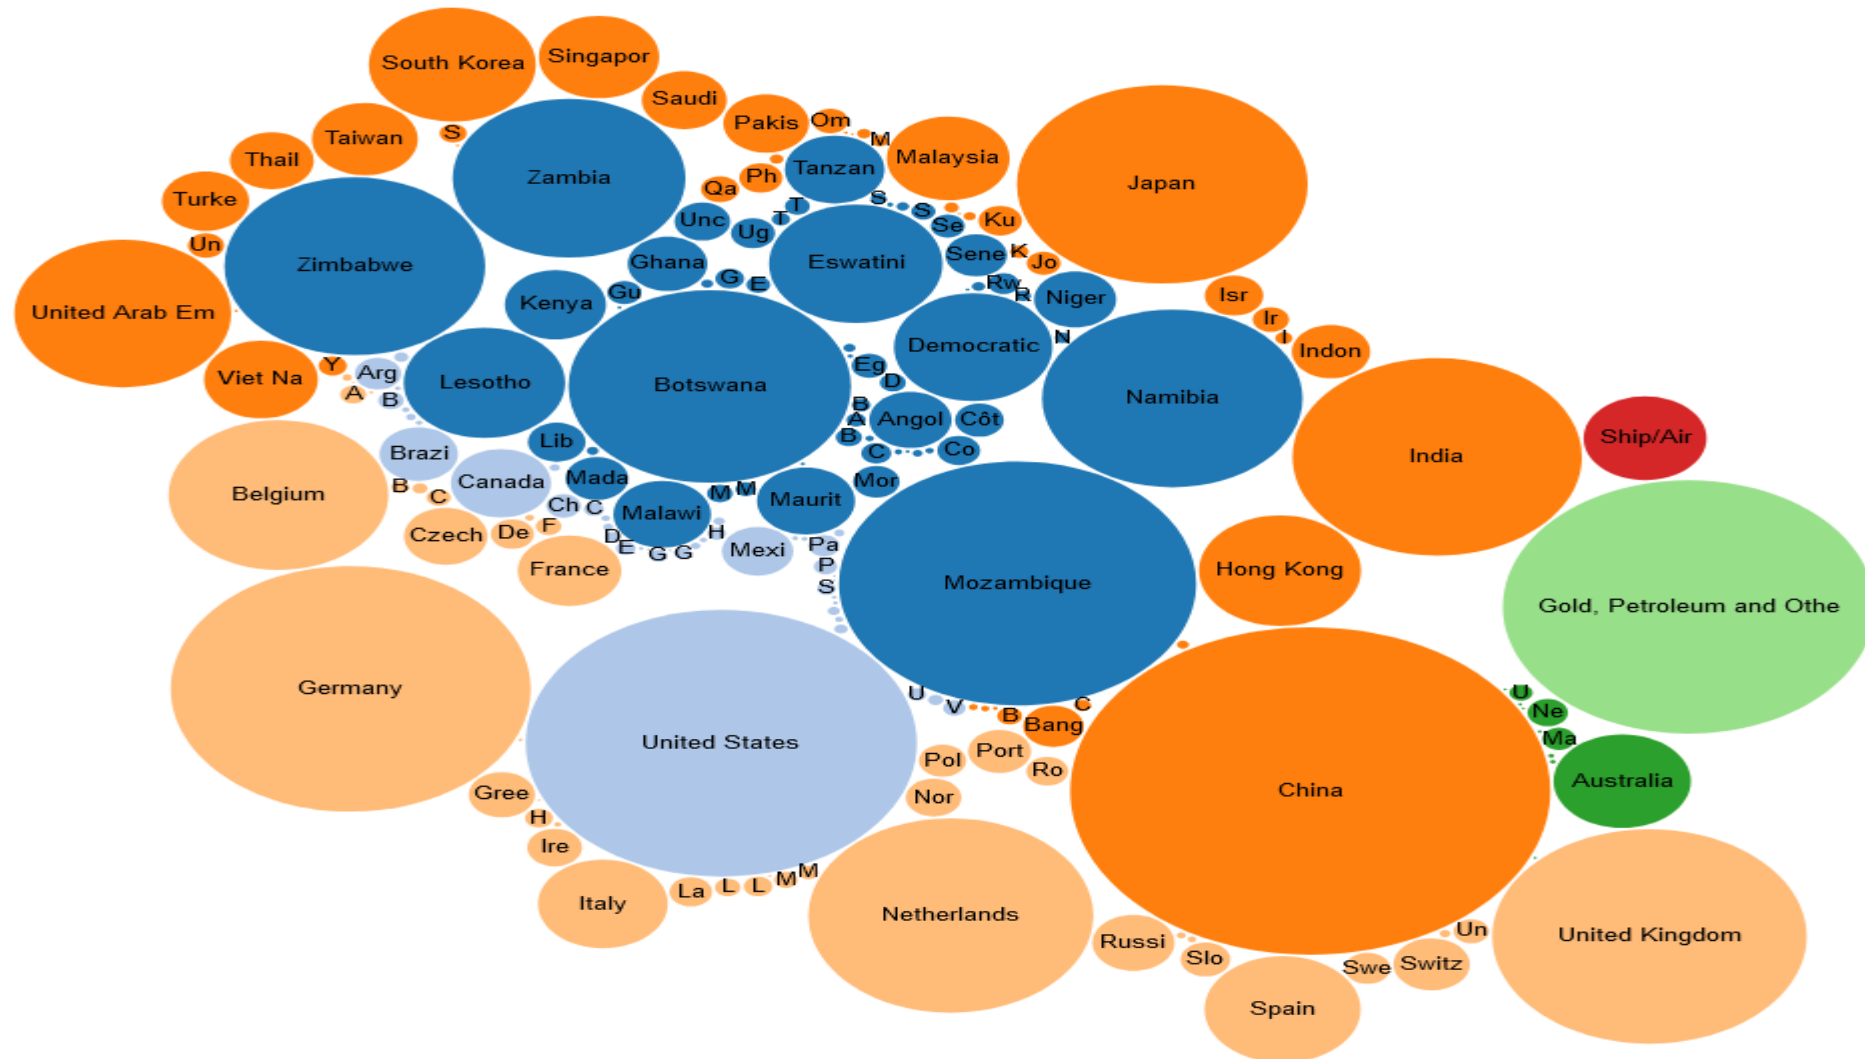 South Korea
Singapor
Saudi
Pakis
Om
M
Taiwan
S
Thail
Zambia
Tanzan
Malaysia
Japan
Turke
Qa
Ph
Un
Unc
Ug
T
T
S
S
Se
Ku
Zimbabwe
Ghana
Eswatini
Sene
K
Jo
United Arab Em
Kenya
Gu
G
E
Rw
R
Niger
Isr
Ir
I
Indon
Viet Na
Y
Arg
A
B
Lesotho
Botswana
Eg
D
Democratic
N
Namibia
B
A
B
Angol
Côt
C
Co
India
Ship/Air
Brazi
Lib
Belgium
B
C
Canada
Mada
Ch
C
Malawi
M
M
Maurit
Mor
Czech
De
F
D
E
G
G
H
Mexi
Pa
P
S
France
Mozambique
Hong Kong
Gold, Petroleum and Othe
Germany
United States
U
V
B
Bang
C
U
Ne
Ma
Pol
Port
Ro
China
Australia
Gree
H
Ire
Nor
Italy
La
L
L
M
M
Netherlands
Russi
Slo
Spain
Swe
Switz
Un
United Kingdom